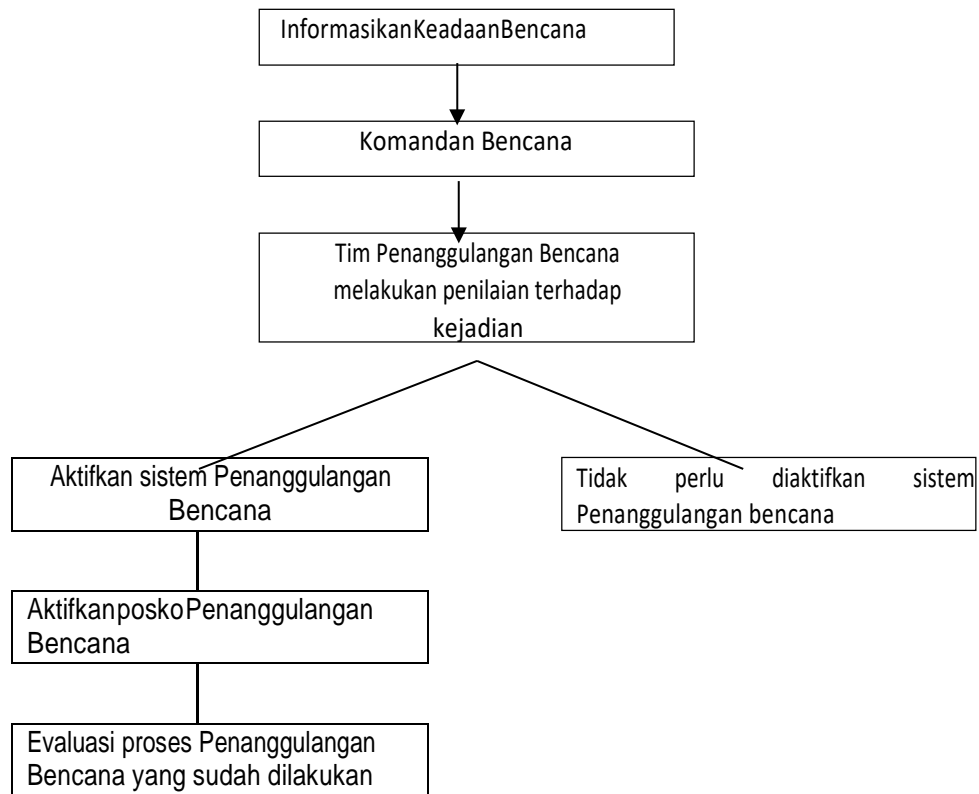 InformasikanKeadaanBencana
Komandan Bencana
Tim Penanggulangan Bencana
melakukan penilaian terhadap
kejadian
Aktifkan sistem Penanggulangan
Bencana
Tidak perlu diaktifkan sistem
Penanggulangan bencana
AktifkanposkoPenanggulangan
Bencana
Evaluasi proses Penanggulangan
Bencana yang sudah dilakukan